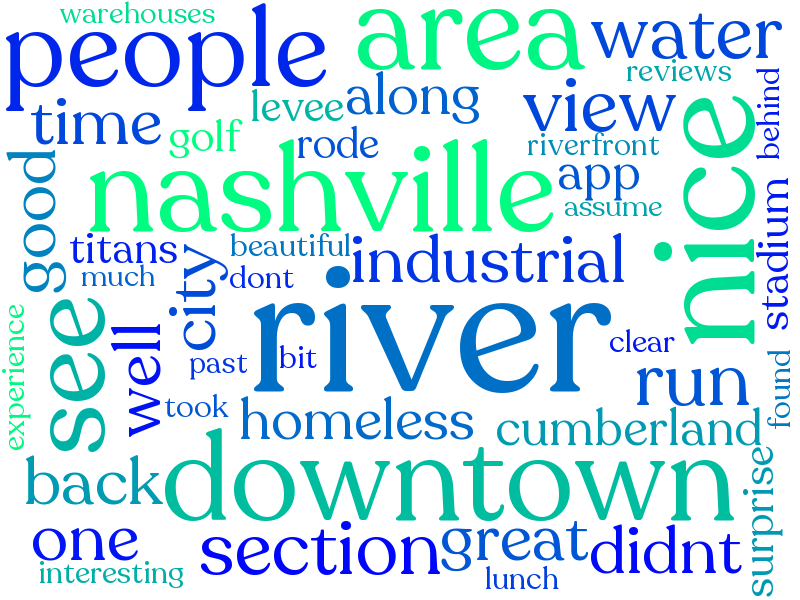 warehouses
people
area
water
reviews
time
levee
along
view
behind
golf
rode
riverfront
nice
good
nashville
app
assume
titans
beautiful
industrial
stadium
much
city
dont
see
river
experience
well
past
bit
clear
run
found
took
homeless
cumberland
back
downtown
surprise
one
section
great
didnt
interesting
lunch